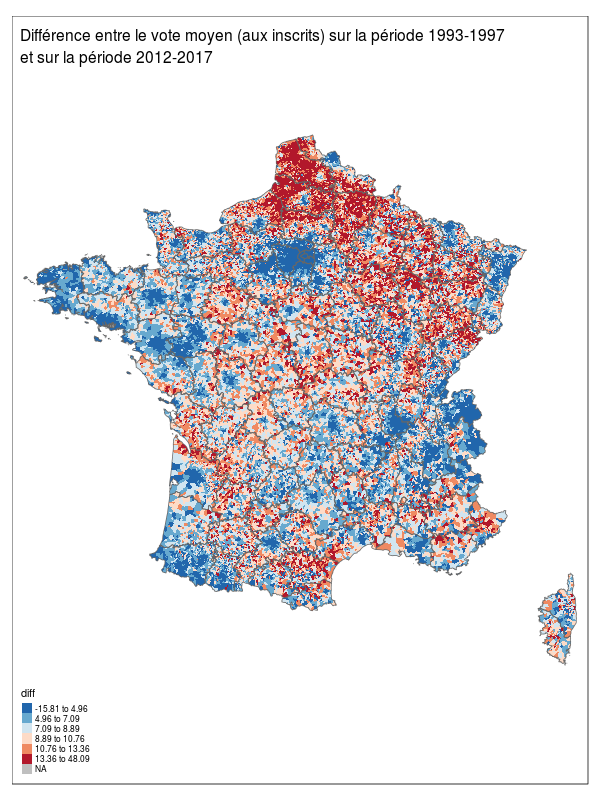 Différence entre le vote moyen (aux inscrits) sur la période 1993-1997
et sur la période 2012-2017
diff
-15.81 to 4.96
4.96 to 7.09
7.09 to 8.89
8.89 to 10.76
10.76 to 13.36
13.36 to 48.09
NA